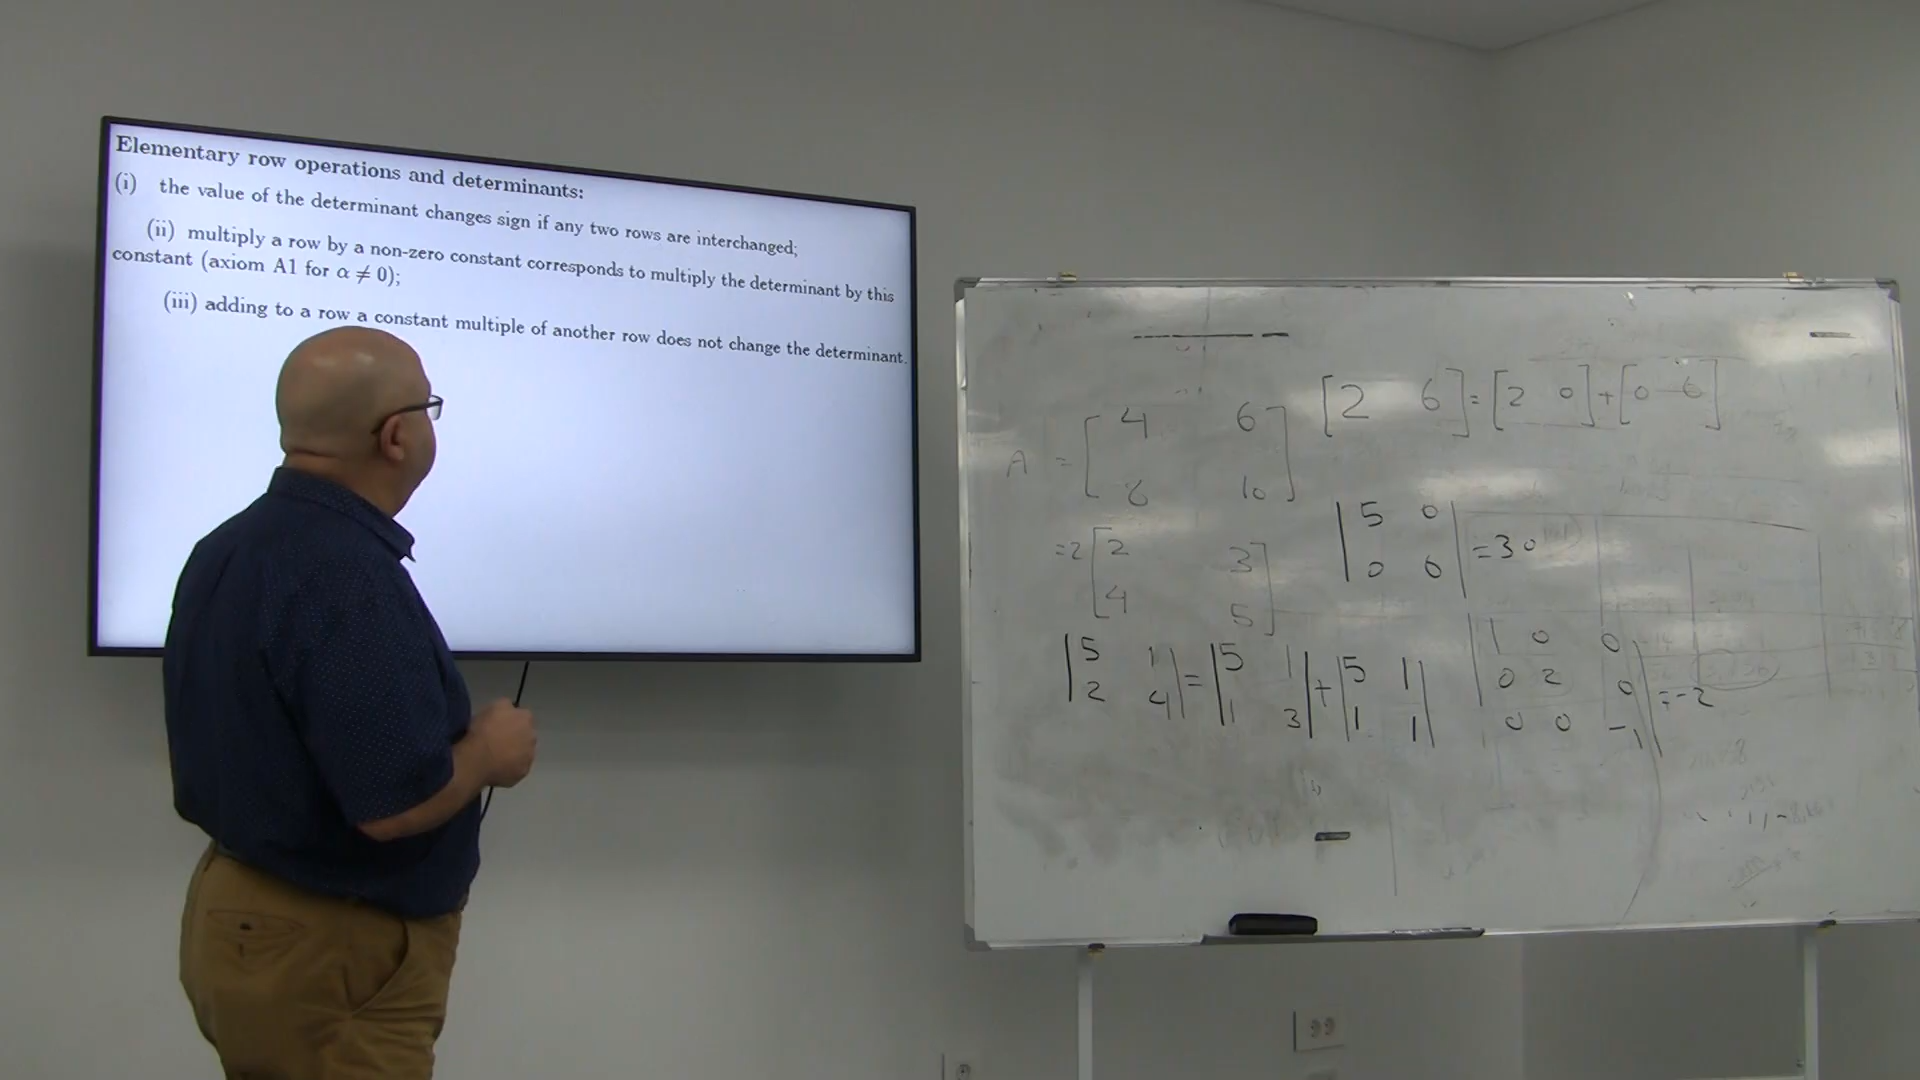 Elementary row operations and determinants:
(i) the value of the determinant changes sign if any two rows are interchanged;
(ii) multiply a row by a non-zero constant corresponds to multiply the determinant by this
constant (axiom A1 for α ≠ 0);
(iii) adding to a row a constant multiple of another row does not change the determinant.
[2 6] = [2 0] + [0 6]
A = [ 4 6
8 10 ]
= 2 [ 2 3
4 5 ]
| 5 0
0 6 | = 30
| 5 1
2 4 | = | 5 1
1 3 | + | 5 1
1 1 |
| 1 0 0
0 2 0
0 0 -1 | = -2